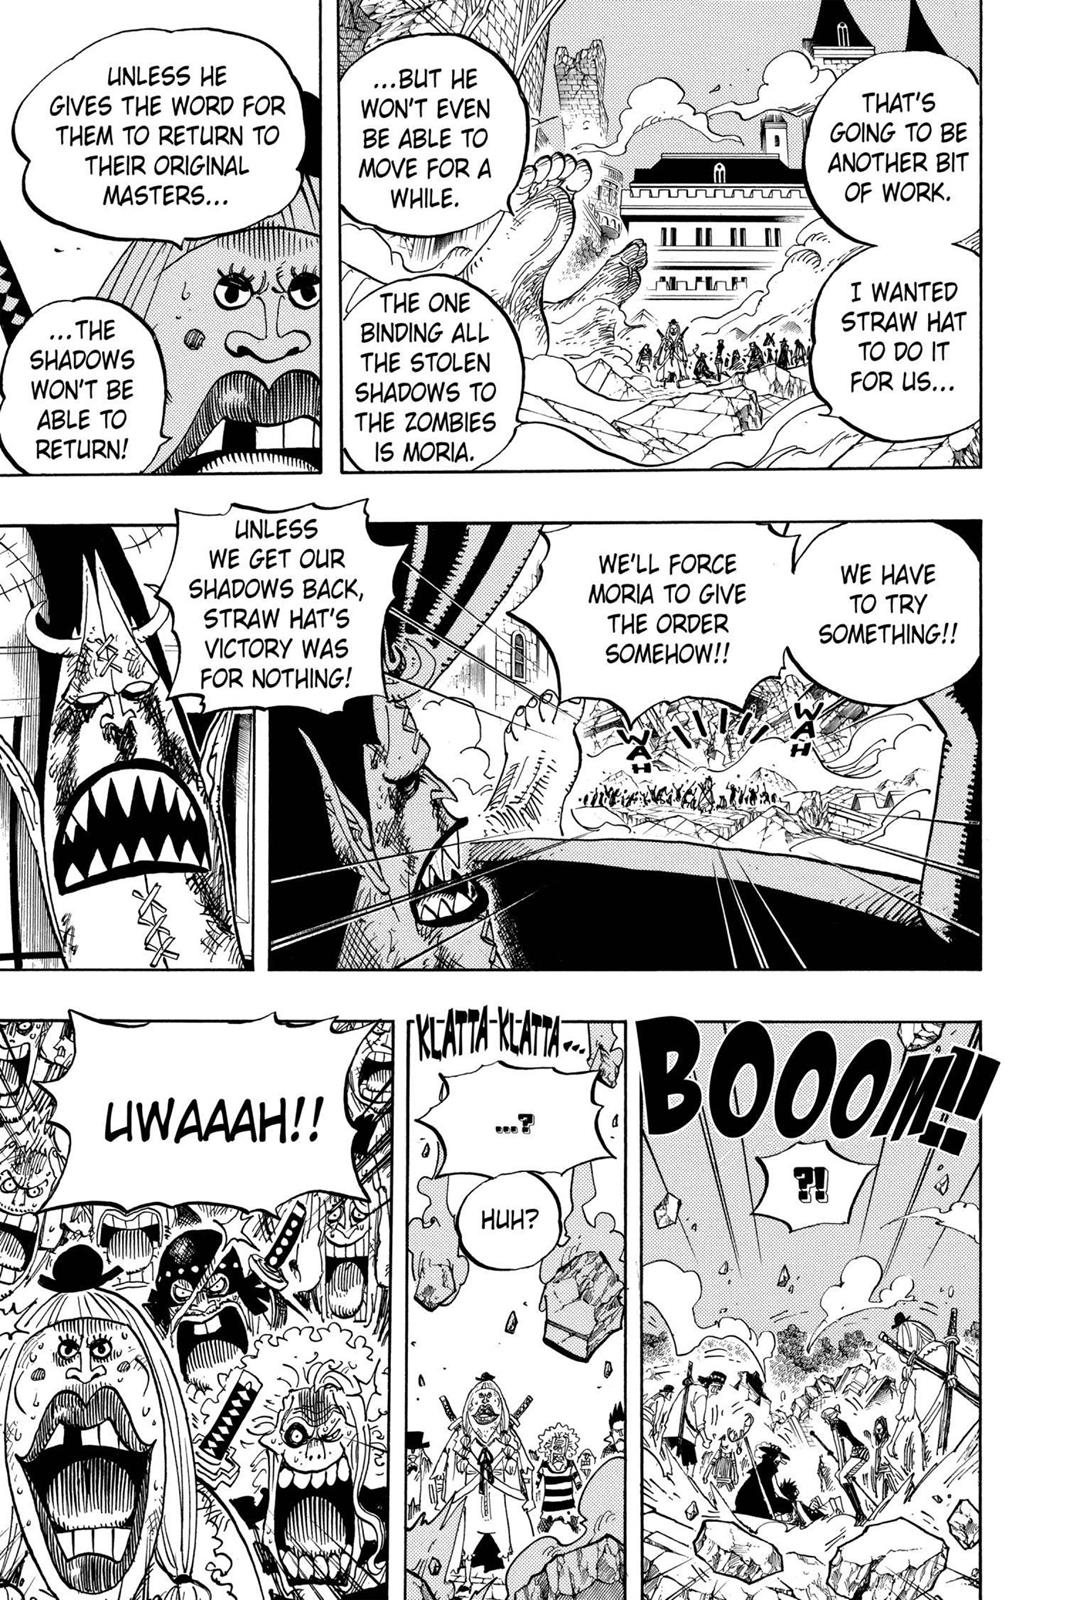 THAT'S
GOING TO BE
ANOTHER BIT
OF WORK.
I WANTED
STRAW HAT
TO DO IT
FOR US...
...BUT HE
WON'T EVEN
BE ABLE TO
MOVE FOR A
WHILE.
THE ONE
BINDING ALL
THE STOLEN
SHADOWS TO
THE ZOMBIES
IS MORIA.
UNLESS HE
GIVES THE WORD FOR
THEM TO RETURN TO
THEIR ORIGINAL
MASTERS...
...THE
SHADOWS
WON'T BE
ABLE TO
RETURN!
WE HAVE
TO TRY
SOMETHING!!
WE'LL FORCE
MORIA TO GIVE
THE ORDER
SOMEHOW!!
WAH
WAH
UNLESS
WE GET OUR
SHADOWS BACK,
STRAW HAT'S
VICTORY WAS
FOR NOTHING!
BOOOM!!
?!
KLATTA KLATTA...
...?
HUH?
UWAAAH!!